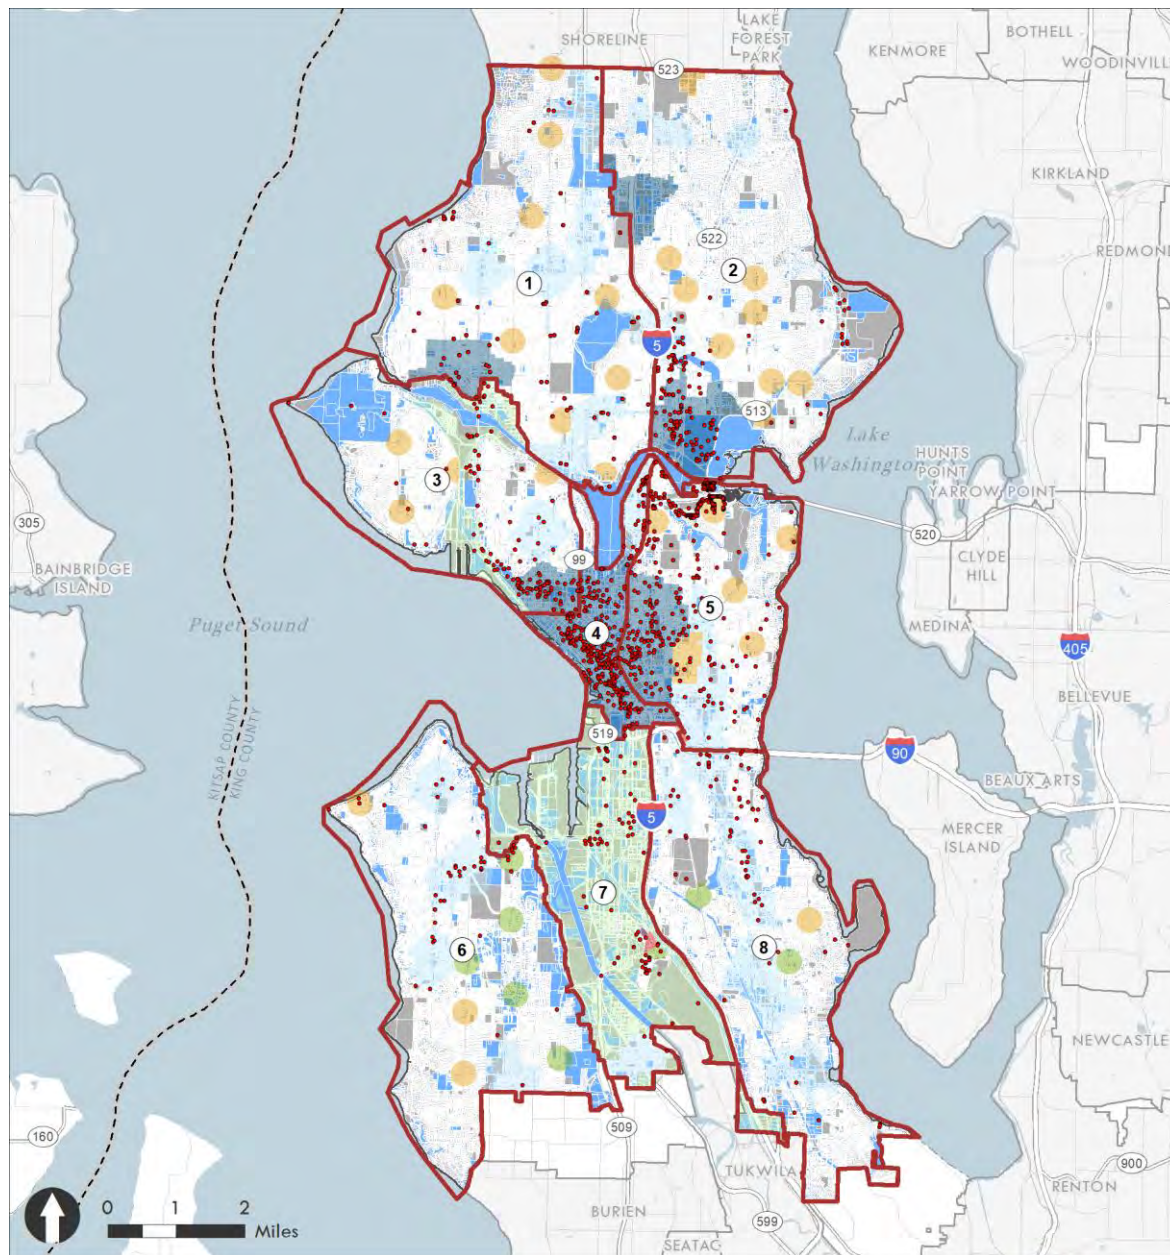 SHORELINE
LAKE
FOREST
PARK
KENMORE
BOTHELL
WOODINVILL
523
KIRKLAND
522
REDMOND
1
2
5
513
Lake
Washington
HUNTS
POINT
YARROW POINT
3
305
520
BAINBRIDGE
ISLAND
99
CLYDE
HILL
5
Puget Sound
4
MEDINA
405
BELLEVUE
519
90
KITSAP COUNTY
KING COUNTY
BEAUX ARTS
5
MERCER
ISLAND
7
6
8
NEWCASTLE
160
509
900
TUKWILA
RENTON
0 1 2
Miles
BURIEN
599
SEATAC